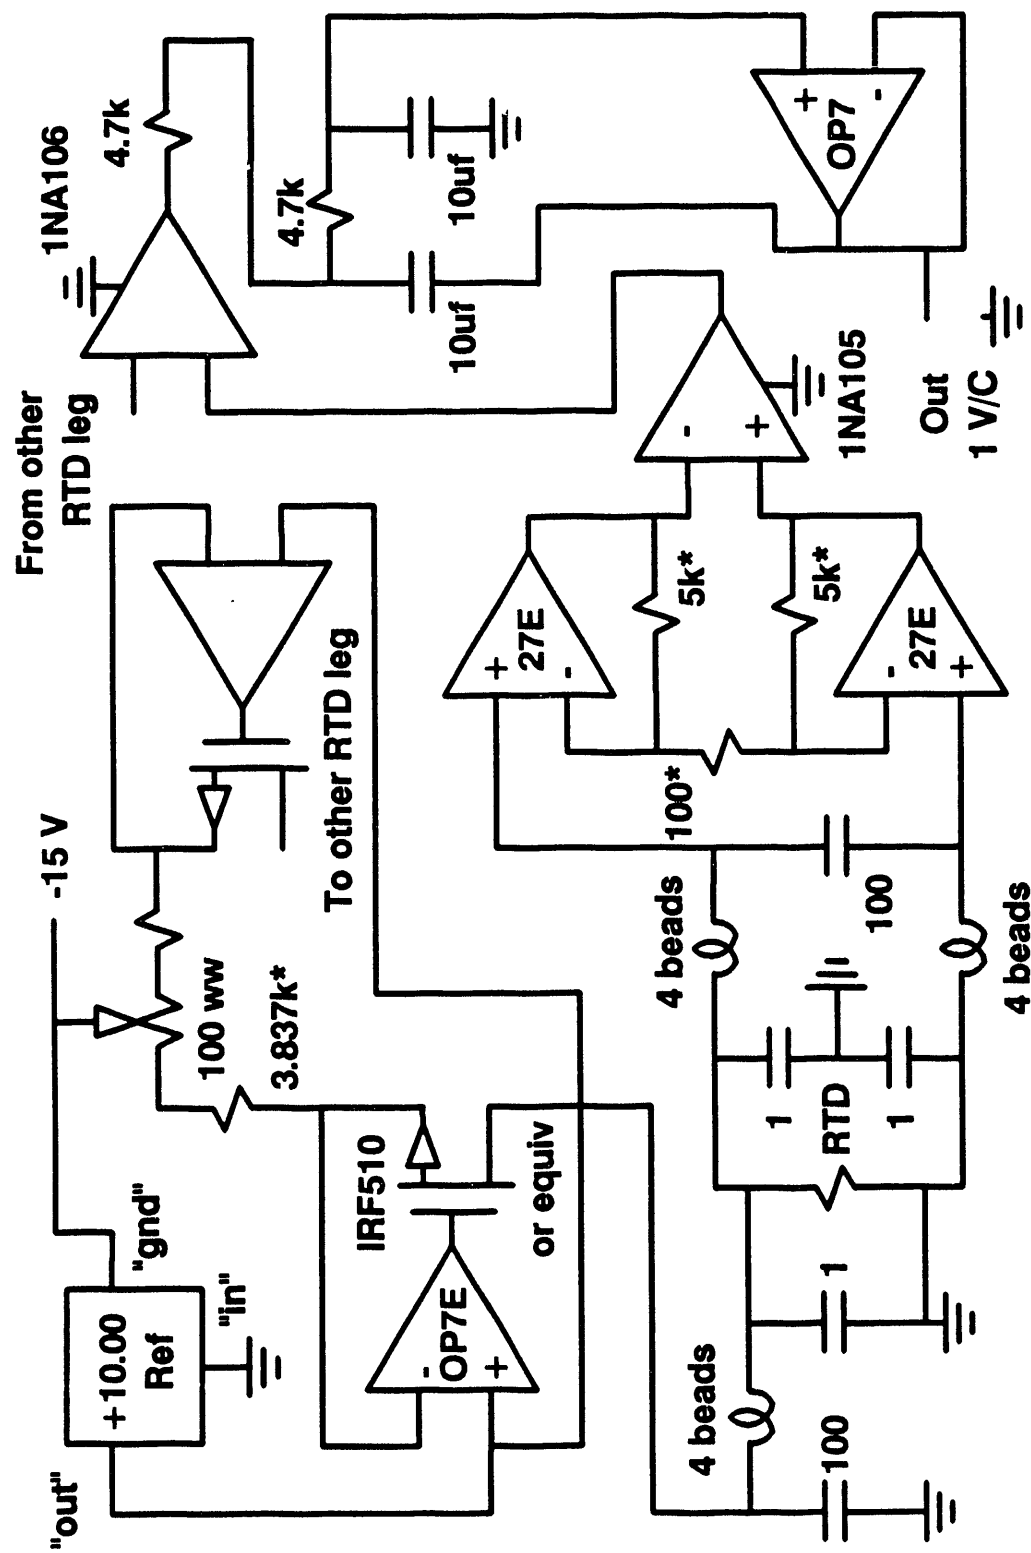 "out"
+10.00
Ref
"gnd"
"in"
-15 V
100 ww
3.837k*
IRF510
or equiv
-
OP7E
+
To other RTD leg
From other
RTD leg
1NA106
4.7k
4.7k
10uf
10uf
+
-
OP7
Out
1 V/C
1NA105
-
+
+
27E
-
5k*
5k*
-
27E
+
100*
4 beads
100
4 beads
1
RTD
1
1
4 beads
100